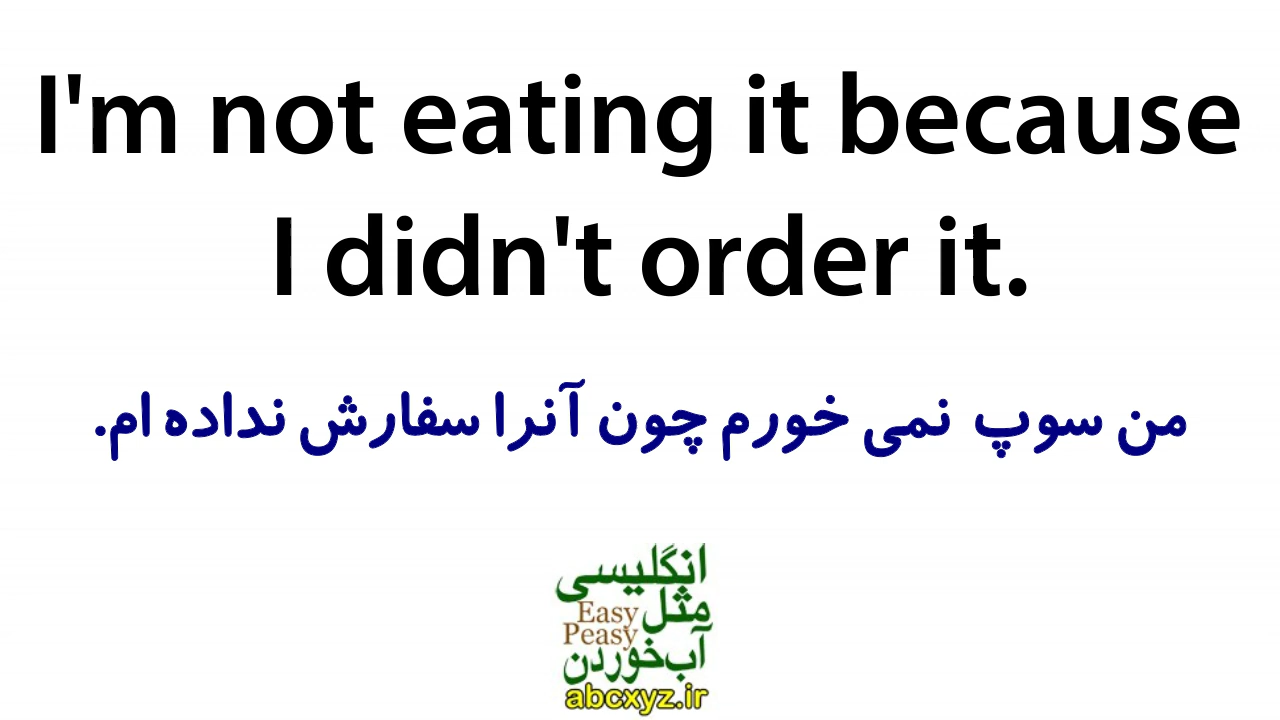 I'm not eating it because
I didn't order it.
من سوپ نمی خورم چون آنرا سفارش نداده ام.
انگلیسی
مثل
Easy
Peasy
آب خوردن
abcxyz.ir